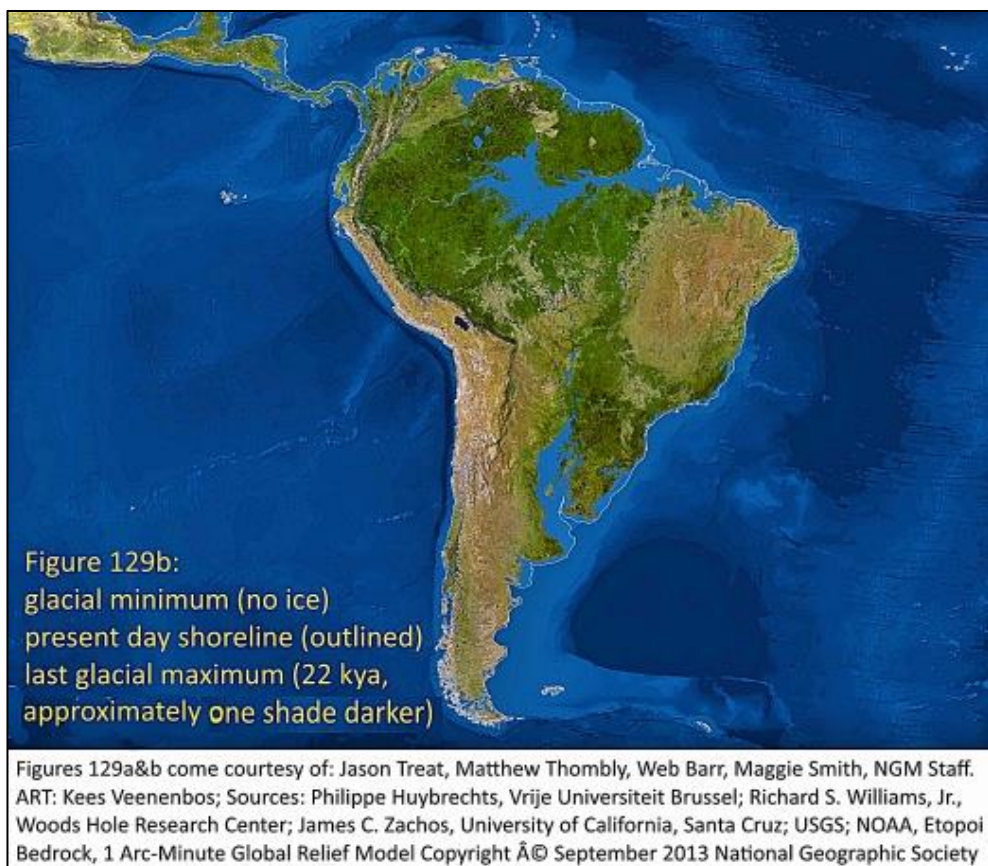 Figure 129b:
glacial minimum (no ice)
present day shoreline (outlined)
last glacial maximum (22 kya,
approximately one shade darker)
Figures 129a&b come courtesy of: Jason Treat, Matthew Thombly, Web Barr, Maggie Smith, NGM Staff.
ART: Kees Veenenbos; Sources: Philippe Huybrechts, Vrije Universiteit Brussel; Richard S. Williams, Jr.,
Woods Hole Research Center; James C. Zachos, University of California, Santa Cruz; USGS; NOAA, Etopoi
Bedrock, 1 Arc-Minute Global Relief Model Copyright Â© September 2013 National Geographic Society